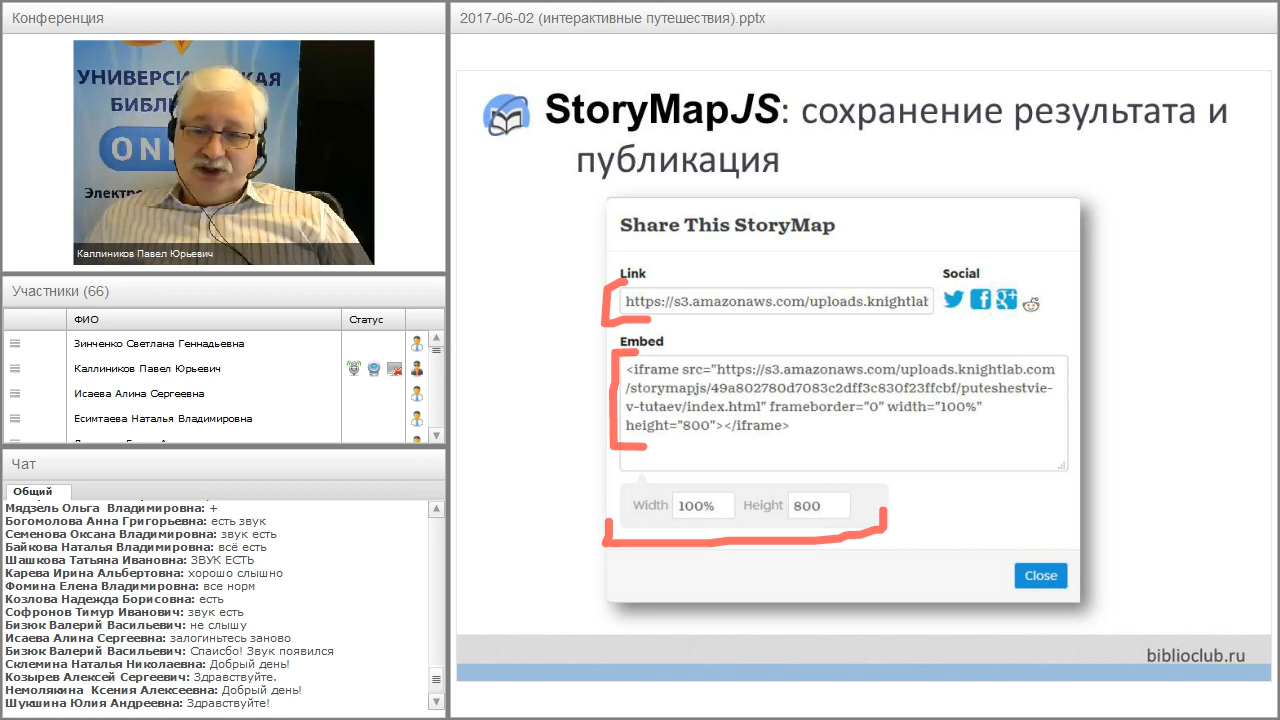 Конференция
УНИВЕРСИ
СКАЯ
БИБЛИ
ONL
Электро
Каллиников Павел Юрьевич
Участники (66)
ФИО
Статус
Зинченко Светлана Геннадьевна
Каллиников Павел Юрьевич
Исаева Алина Сергеевна
Есимтаева Наталья Владимировна
Чат
Общий
Мядзель Ольга Владимировна: +
Богомолова Анна Григорьевна: есть звук
Семенова Оксана Владимировна: звук есть
Байкова Наталья Владимировна: всё есть
Шашкова Татьяна Ивановна: ЗВУК ЕСТЬ
Карева Ирина Альбертовна: хорошо слышно
Фомина Елена Владимировна: все норм
Козлова Надежда Борисовна: есть
Софронов Тимур Иванович: звук есть
Бизюк Валерий Васильевич: не слышу
Исаева Алина Сергеевна: залогиньтесь заново
Бизюк Валерий Васильевич: Спаисбо! Звук появился
Склемина Наталья Николаевна: Добрый день!
Козырев Алексей Сергеевич: Здравствуйте.
Немолякина Ксения Алексеевна: Добрый день!
Шукшина Юлия Андреевна: Здравствуйте!
2017-06-02 (интерактивные путешествия).pptx
StoryMapJS: сохранение результата и
публикация
Share This StoryMap
Link
Social
https://s3.amazonaws.com/uploads.knightlat
Embed
<iframe src="https://s3.amazonaws.com/uploads.knightlab.com
/storymapjs/49a802780d7083c2dff3c830f23ffcbf/puteshestvie-
v-tutaev/index.html" frameborder="0" width="100%"
height="800"></iframe>
Width 100% Height 800
Close
biblioclub.ru